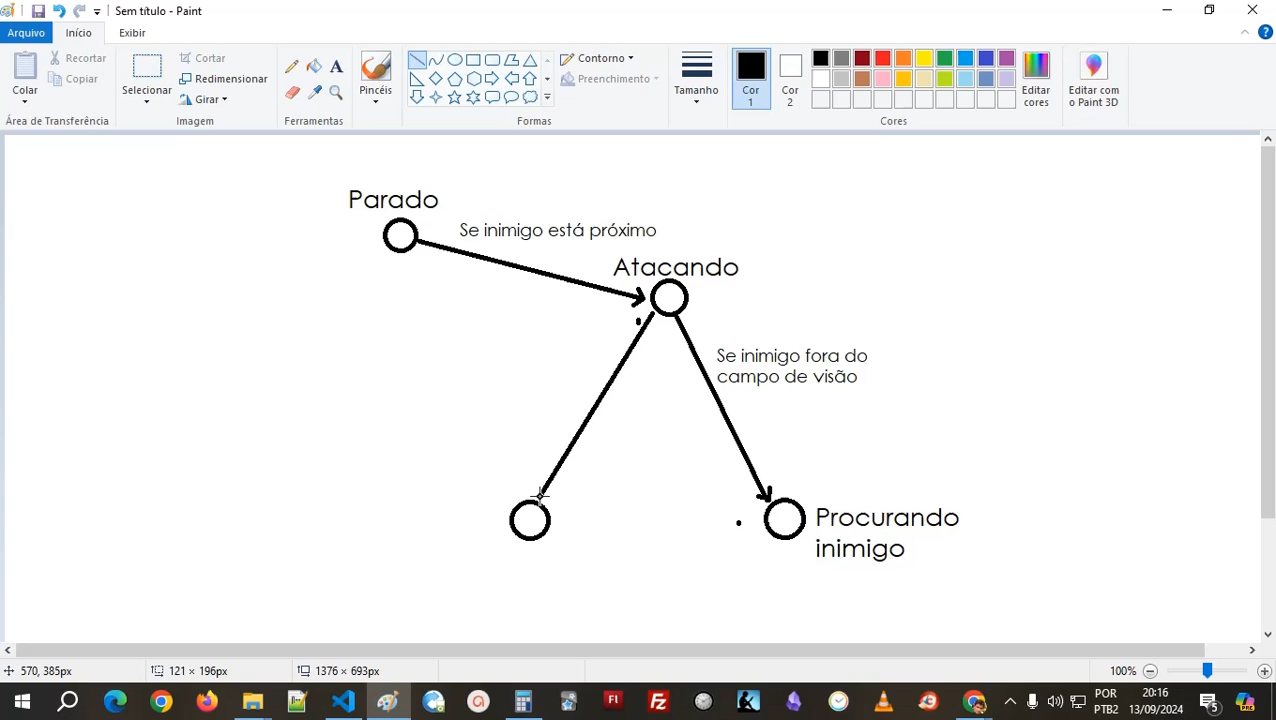 Sem título - Paint
Arquivo
Início
Exibir
Colar
Recortar
Copiar
Área de Transferência
Selecionar
Cortar
Redimensionar
Girar
Imagem
A
Ferramentas
Pincéis
Contorno
Preenchimento
Formas
Tamanho
Cor
1
Cor
2
Editar
cores
Cores
Editar com
o Paint 3D
Parado
Se inimigo está próximo
Atacando
Se inimigo fora do
campo de visão
Procurando
inimigo
570, 385px
121 × 196px
1376 × 693px
100%
POR
PTB2
20:16
13/09/2024
5
PRE